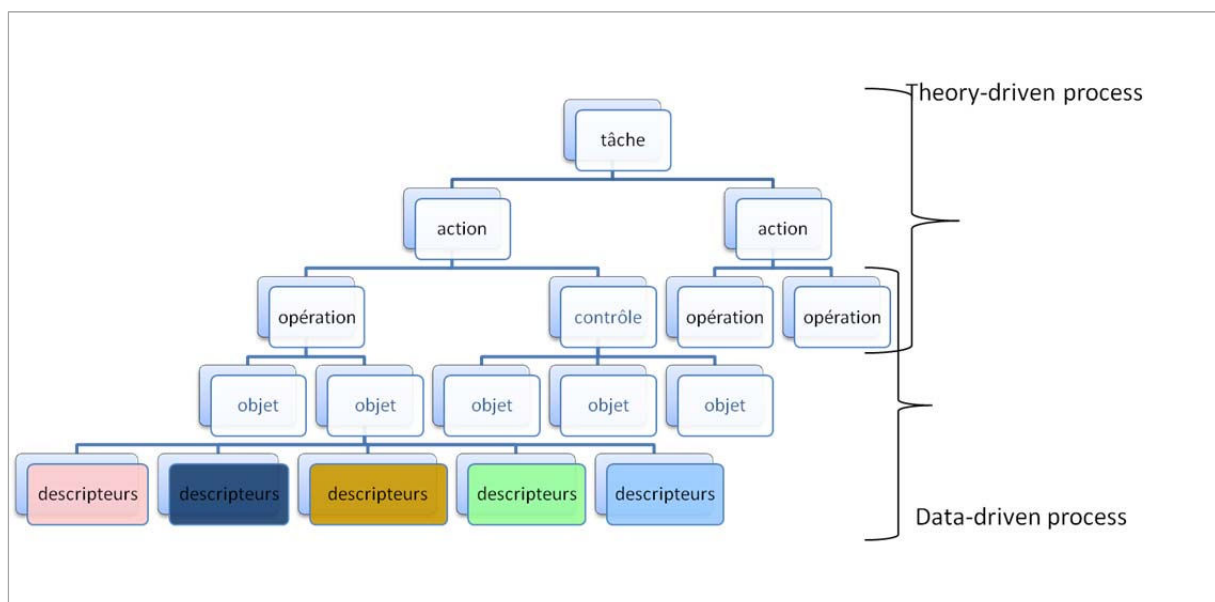 Theory-driven process
tâche
action
action
opération
contrôle
opération
opération
objet
objet
objet
objet
objet
descripteurs
descripteurs
descripteurs
descripteurs
descripteurs
Data-driven process